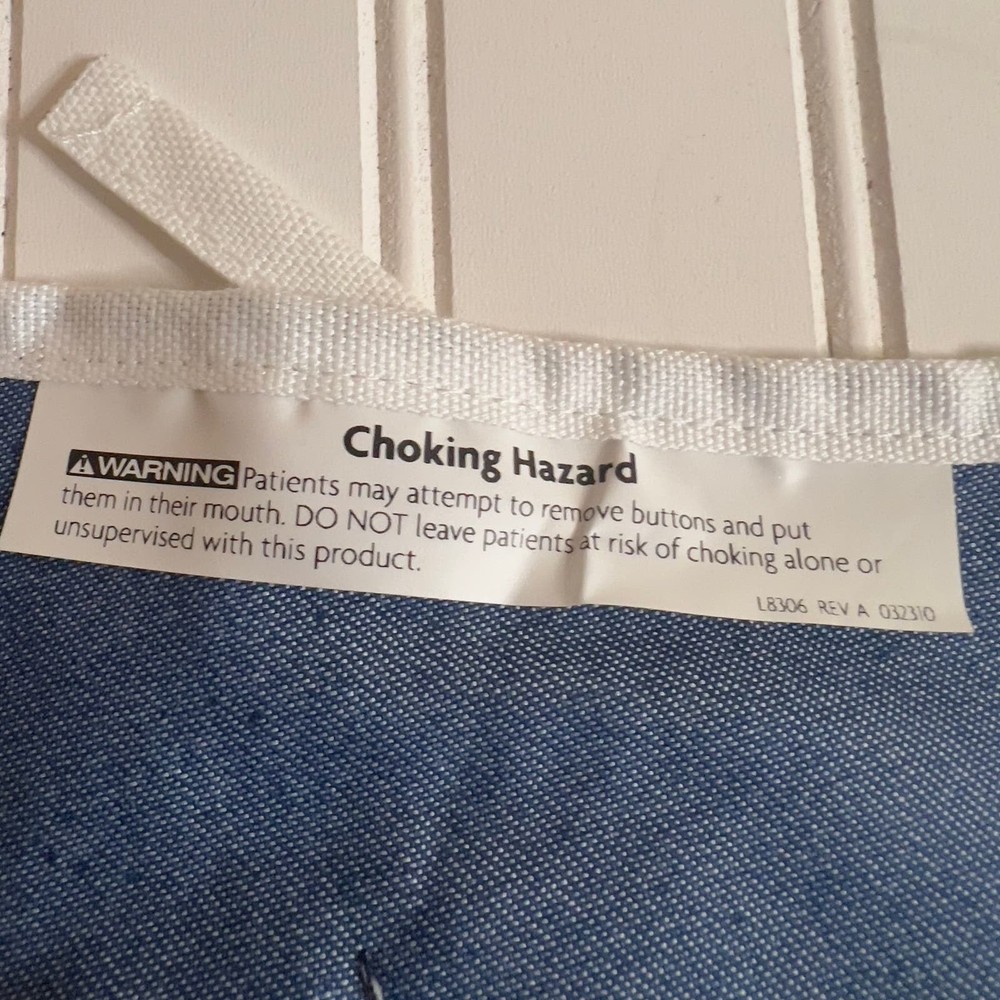 Choking Hazard
WARNING Patients may attempt to remove buttons and put
them in their mouth. DO NOT leave patients at risk of choking alone or
unsupervised with this product.
L8306 REV A 032310